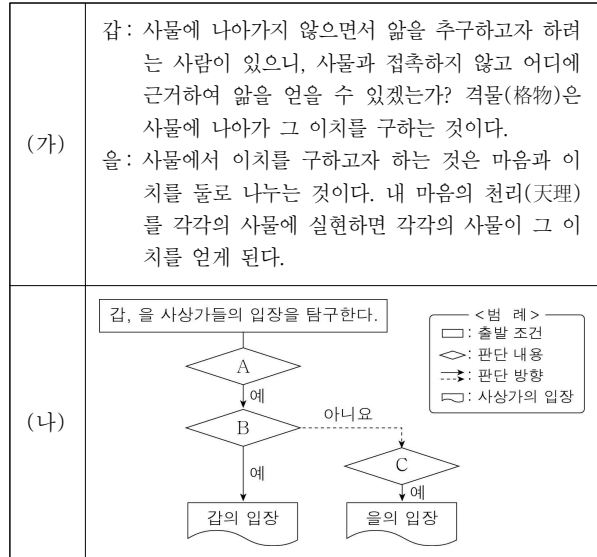 (가)
갑: 사물에 나아가지 않으면서 앎을 추구하고자 하려
는 사람이 있으니, 사물과 접촉하지 않고 어디에
근거하여 앎을 얻을 수 있겠는가? 격물(格物)은
사물에 나아가 그 이치를 구하는 것이다.
을: 사물에서 이치를 구하고자 하는 것은 마음과 이
치를 둘로 나누는 것이다. 내 마음의 천리(天理)
를 각각의 사물에 실현하면 각각의 사물이 그 이
치를 얻게 된다.
(나)
갑, 을 사상가들의 입장을 탐구한다.
<범 례>
: 출발 조건
: 판단 내용
: 판단 방향
: 사상가의 입장
A
예
B
아니요
예
C
예
갑의 입장
을의 입장